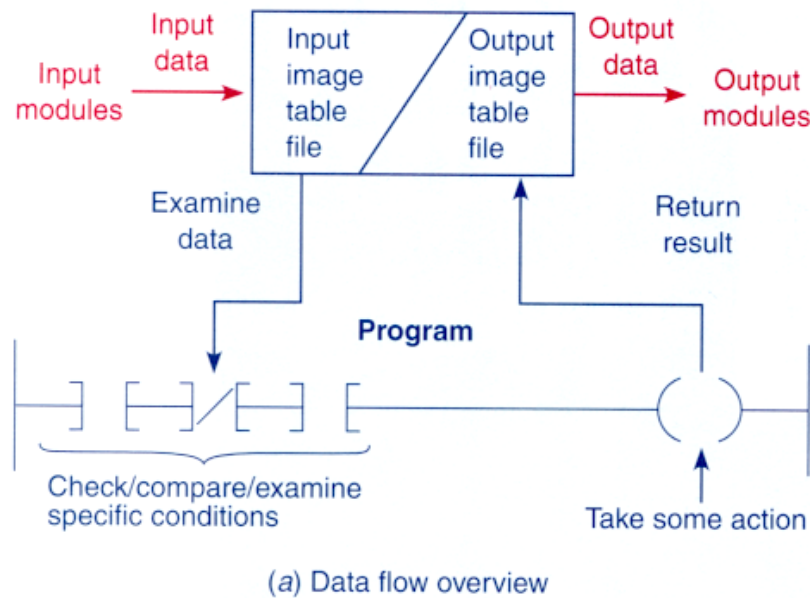 Input
data
Input
modules
Input
image
table
file
Output
image
table
file
Output
data
Output
modules
Examine
data
Return
result
Program
Check/compare/examine
specific conditions
Take some action
(a) Data flow overview